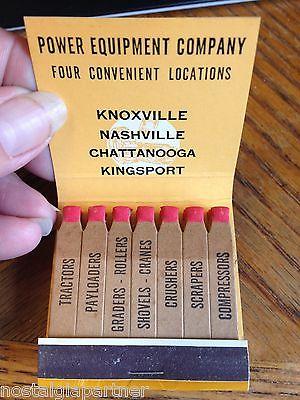 POWER EQUIPMENT COMPANY
FOUR CONVENIENT LOCATIONS
KNOXVILLE
NASHVILLE
CHATTANOOGA
KINGSPORT
TRACTORS
PAYLOADERS
GRADERS - ROLLERS
SHOVELS - CRANES
CRUSHERS
SCRAPERS
COMPRESSORS
nostalgiapartner